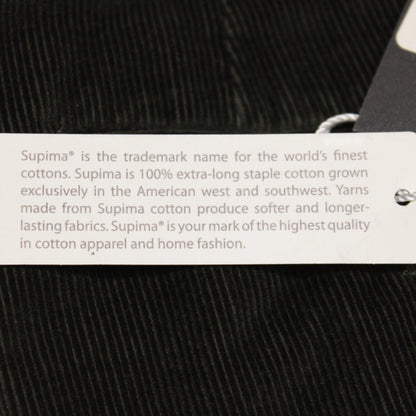 Supima® is the trademark name for the world's finest
cottons. Supima is 100% extra-long staple cotton grown
exclusively in the American west and southwest. Yarns
made from Supima cotton produce softer and longer-
lasting fabrics. Supima® is your mark of the highest quality
in cotton apparel and home fashion.